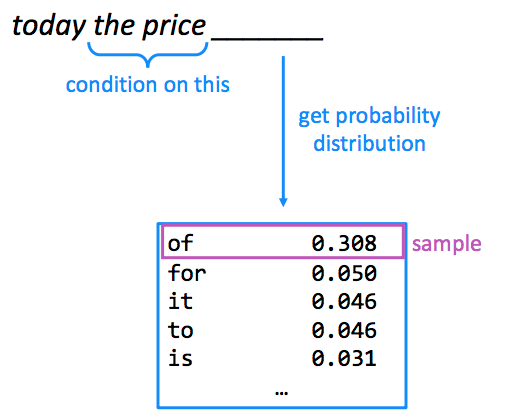 today the price ________
condition on this
get probability
distribution
of 0.308 sample
for 0.050
it 0.046
to 0.046
is 0.031
…